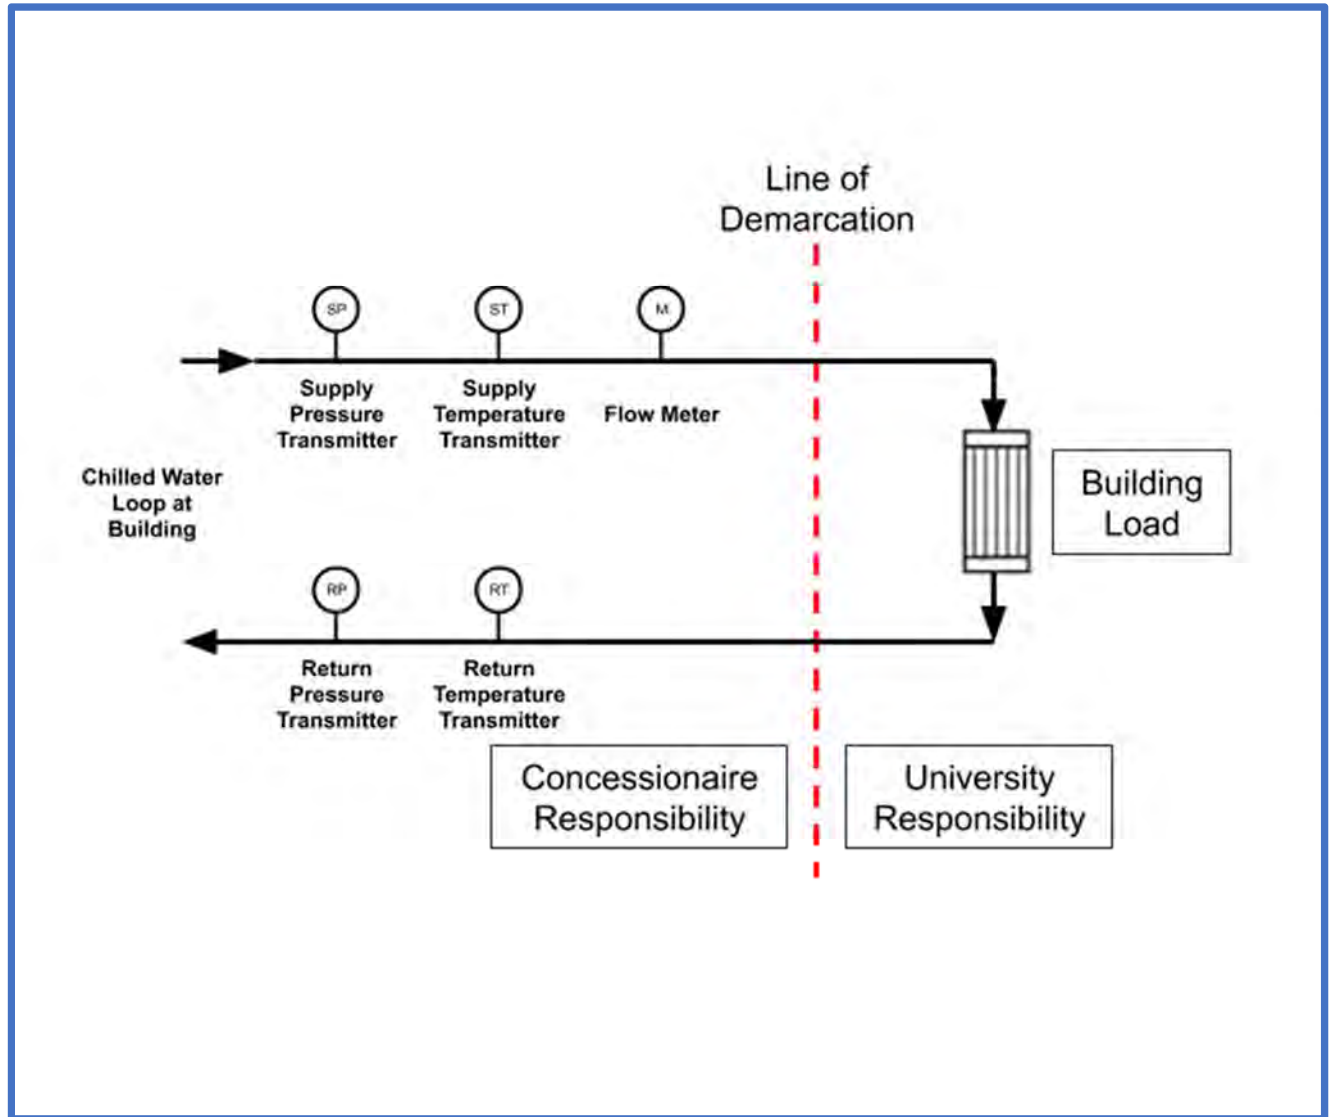 Line of
Demarcation
SP
ST
M
Supply
Pressure
Transmitter
Supply
Temperature
Transmitter
Flow Meter
Chilled Water
Loop at
Building
Building
Load
RP
RT
Return
Pressure
Transmitter
Return
Temperature
Transmitter
Concessionaire
Responsibility
University
Responsibility